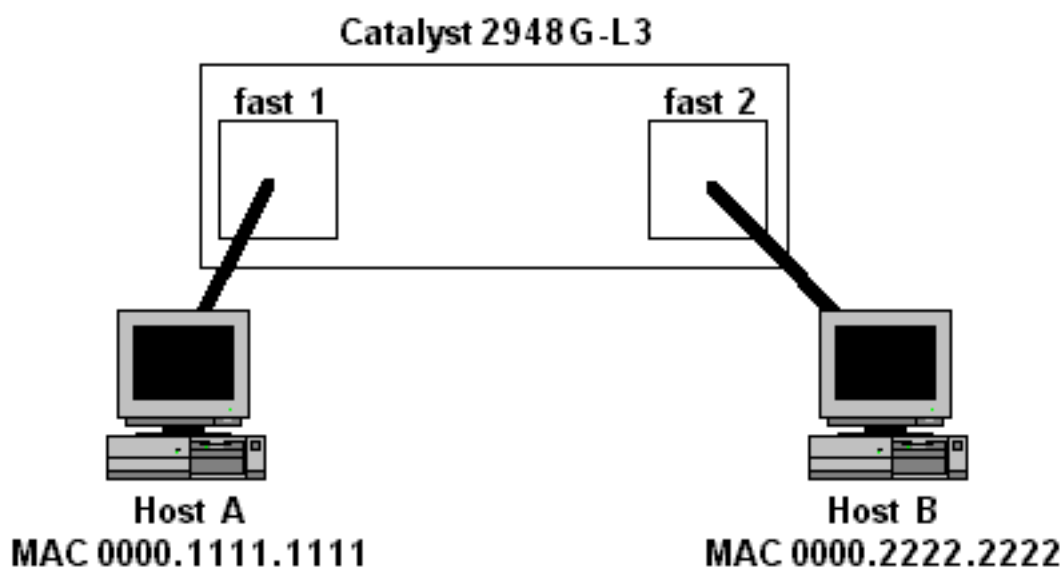 Catalyst 2948G-L3
fast 1
fast 2
Host A
MAC 0000.1111.1111
Host B
MAC 0000.2222.2222